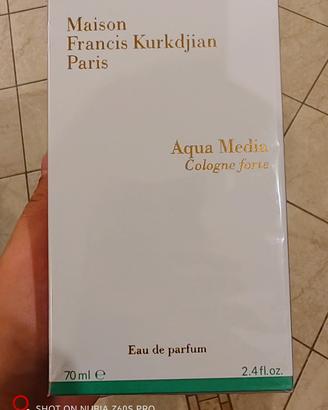 Maison
Francis Kurkdjian
Paris
Aqua Media
Cologne forte
Eau de parfum
70 ml ℮ 2.4 fl.oz.
SHOT ON NUBIA Z60S PRO